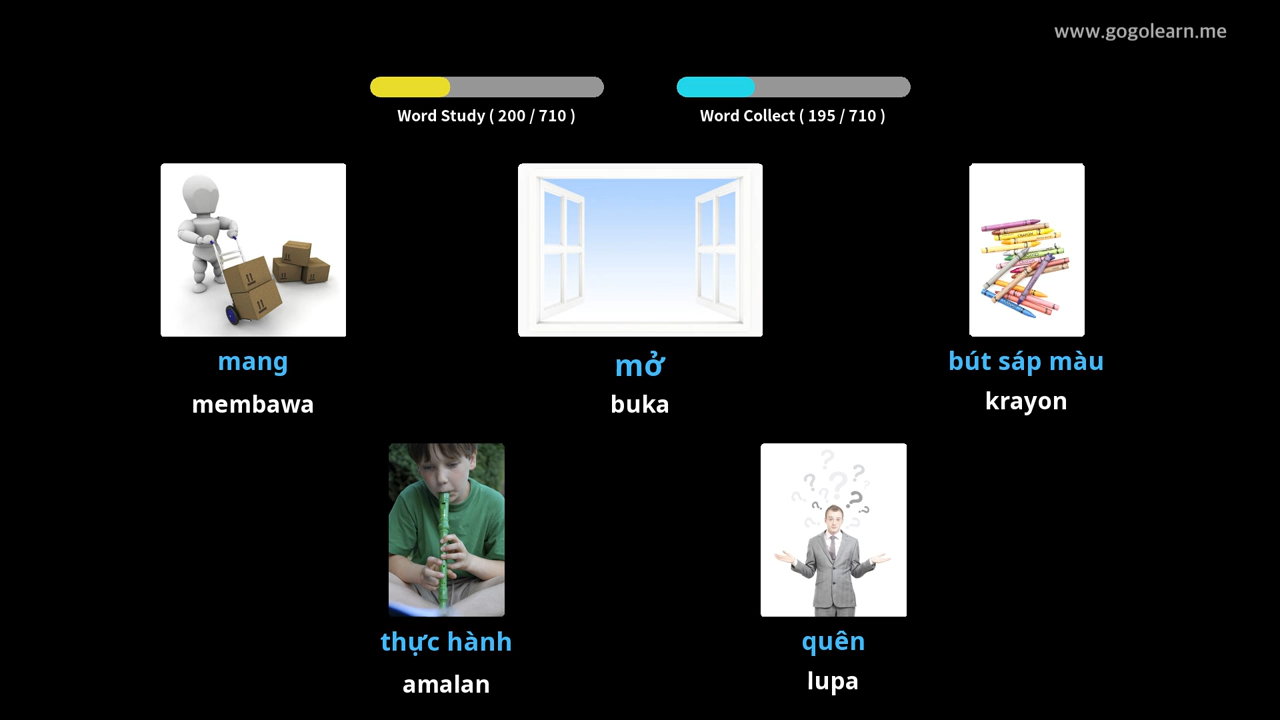 www.gogolearn.me
Word Study ( 200 / 710 )
Word Collect ( 195 / 710 )
mang
membawa
mở
buka
bút sáp màu
krayon
thực hành
amalan
quên
lupa